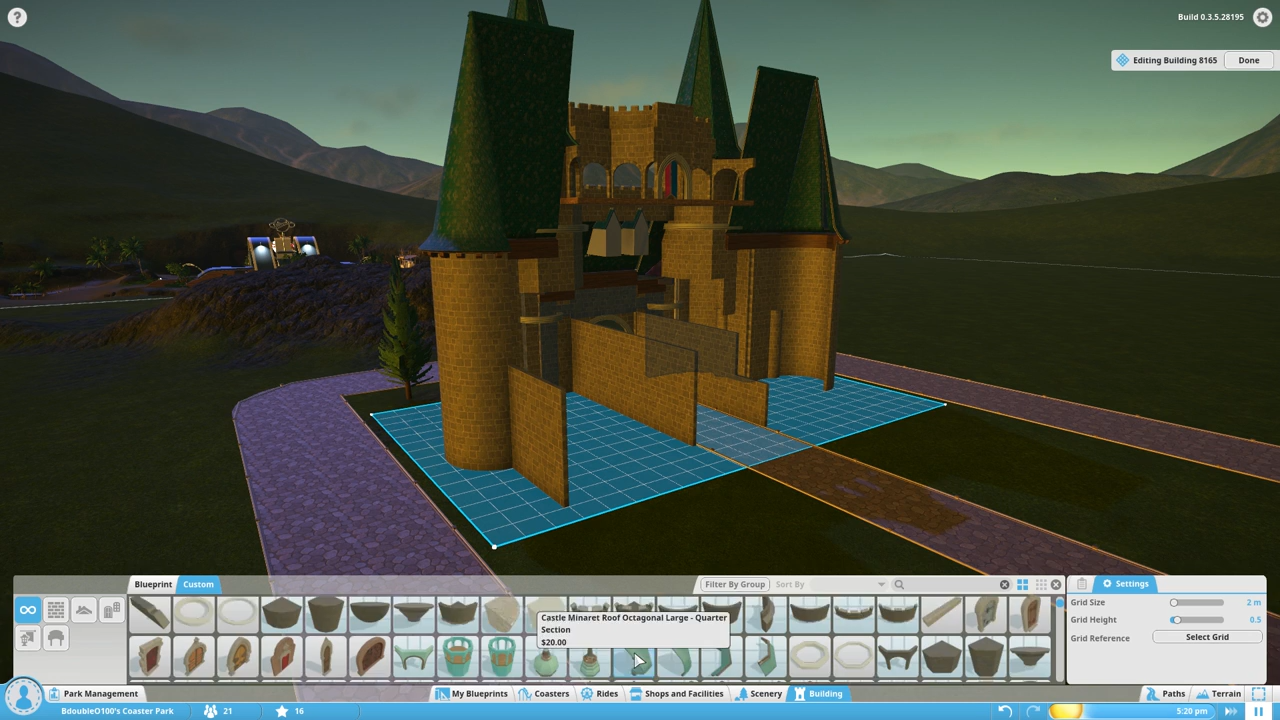 ?
Build 0.3.5.28195
Editing Building 8165 Done
Blueprint Custom
Filter By Group Sort By
Settings
Grid Size 2 m
Grid Height 0.5
Grid Reference Select Grid
Castle Minaret Roof Octagonal Large - Quarter
Section
$20.00
Park Management
My Blueprints Coasters Rides Shops and Facilities Scenery Building
Paths Terrain
BdoubleO100's Coaster Park 21 16
5:20 pm